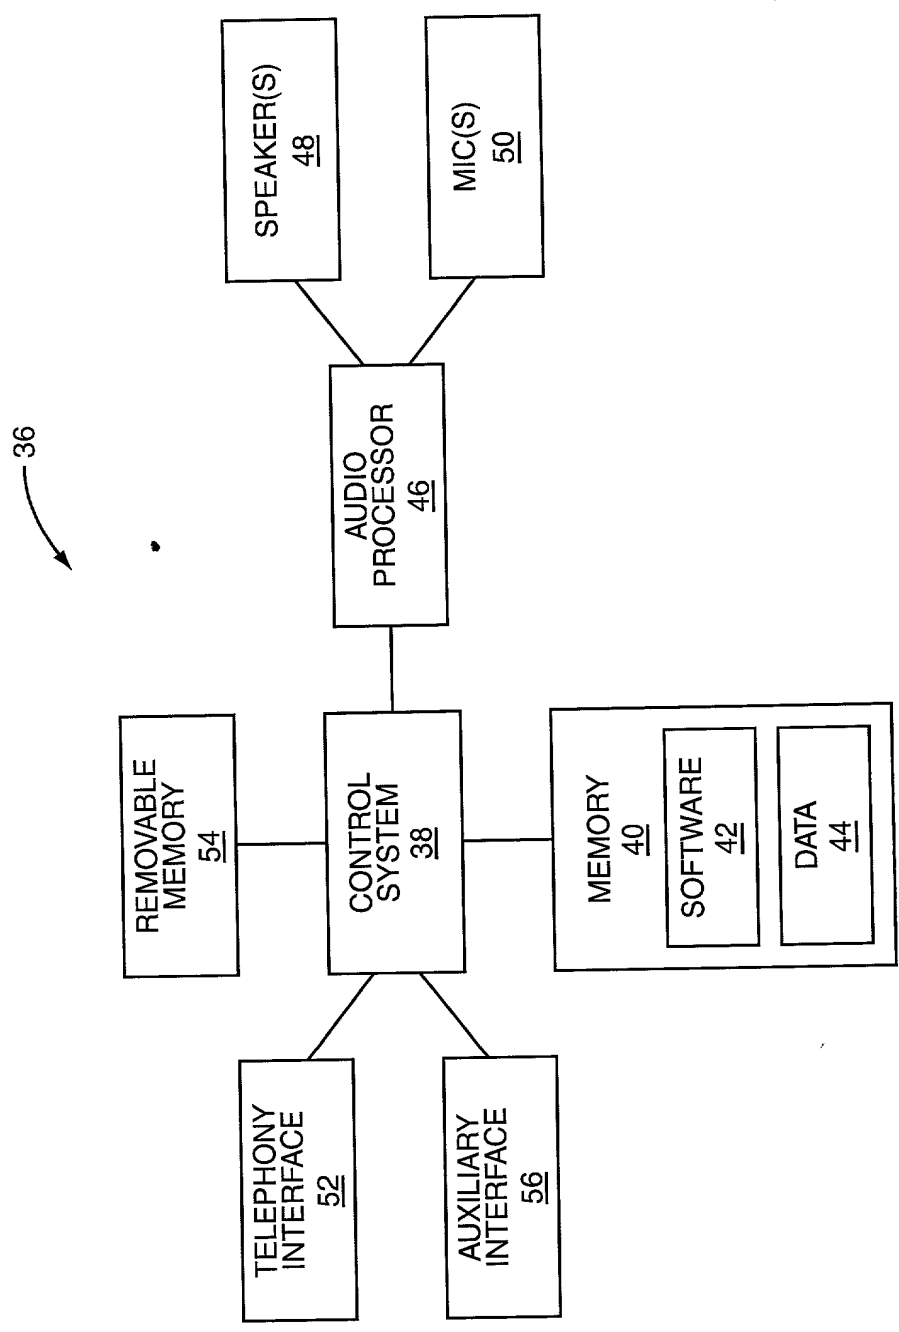 36
REMOVABLE
MEMORY
54
TELEPHONY
INTERFACE
52
CONTROL
SYSTEM
38
AUDIO
PROCESSOR
46
SPEAKER(S)
48
AUXILIARY
INTERFACE
56
MIC(S)
50
MEMORY
40
SOFTWARE
42
DATA
44